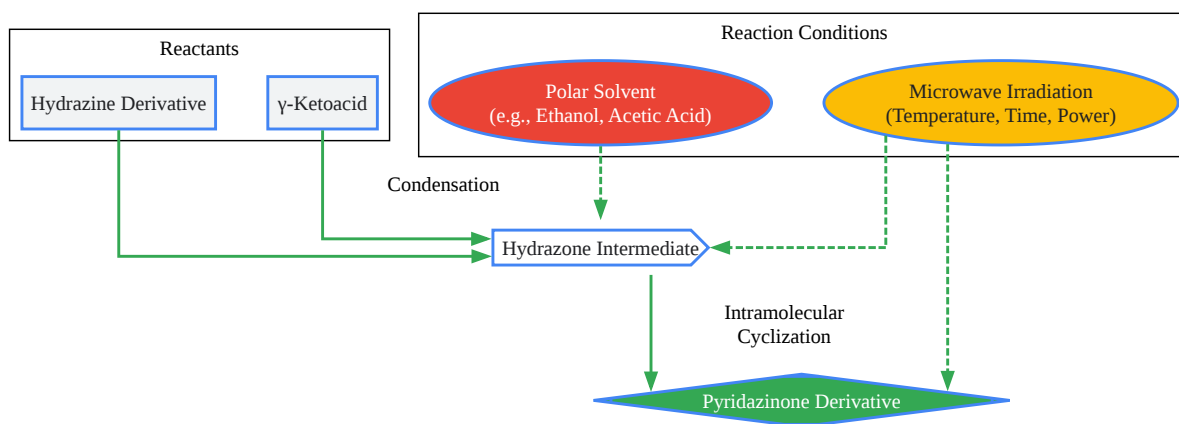 Reactants
Hydrazine Derivative
γ-Ketoacid
Reaction Conditions
Polar Solvent
(e.g., Ethanol, Acetic Acid)
Microwave Irradiation
(Temperature, Time, Power)
Condensation
Hydrazone Intermediate
Intramolecular
Cyclization
Pyridazinone Derivative